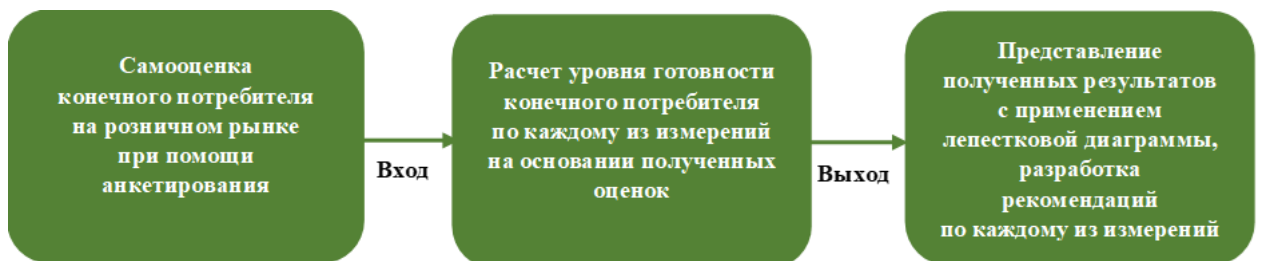 Самооценка
конечного потребителя
на розничном рынке
при помощи
анкетирования
Вход
Расчет уровня готовности
конечного потребителя
по каждому из измерений
на основании полученных
оценок
Выход
Представление
полученных результатов
с применением
лепестковой диаграммы,
разработка
рекомендаций
по каждому из измерений